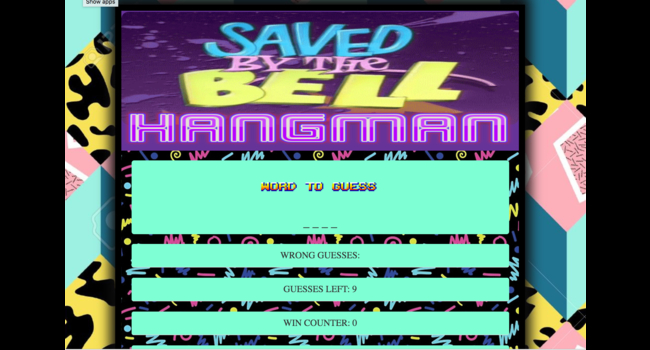 Show apps
SAVED
BY THE
BELL
HANGMAN
WORD TO GUESS
_ _ _ _
WRONG GUESSES:
GUESSES LEFT: 9
WIN COUNTER: 0